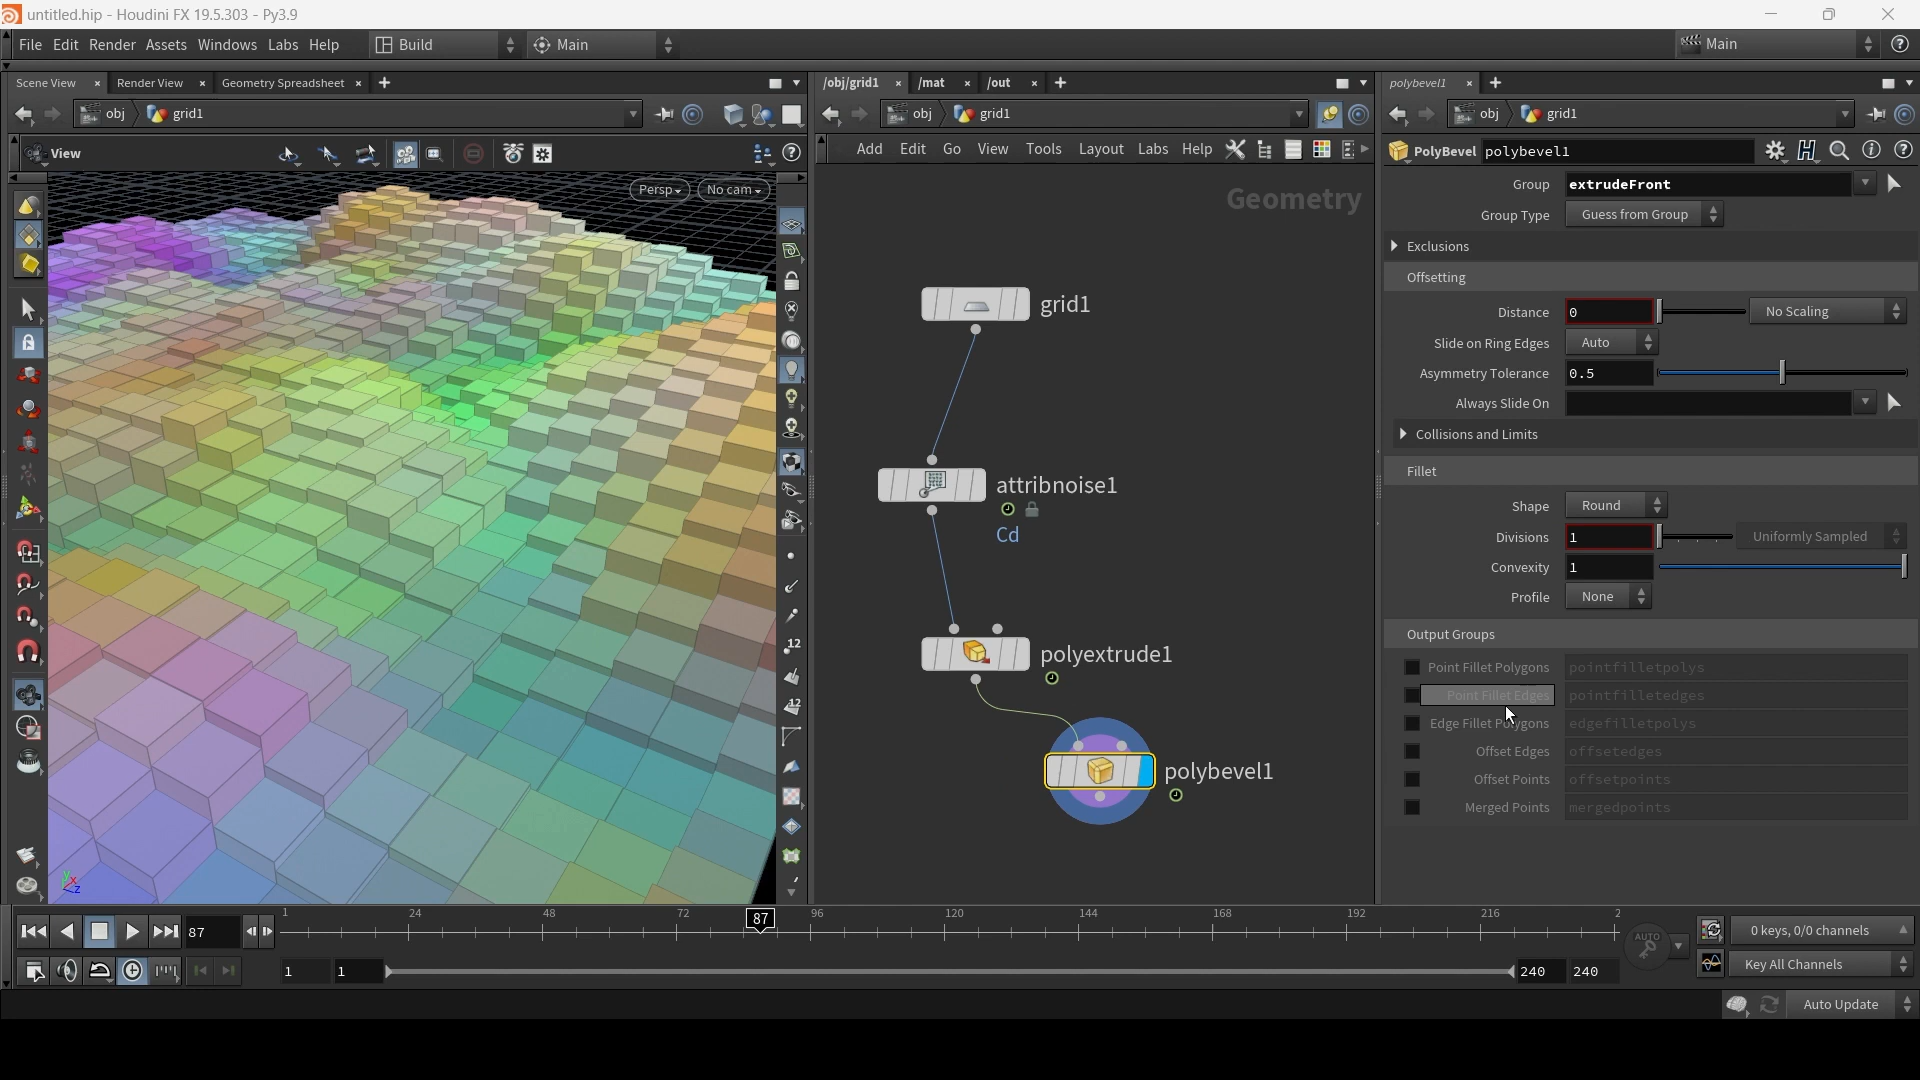 untitled.hip - Houdini FX 19.5.303 - Py3.9
File Edit Render Assets Windows Labs Help Build Main Main
Scene View × Render View × Geometry Spreadsheet × +
/obj/grid1 × /mat × /out × +
polybevel1 × +
obj grid1
obj grid1
obj grid1
View
Add Edit Go View Tools Layout Labs Help
PolyBevel polybevel1
Persp
No cam
Geometry
grid1
attribnoise1
Cd
polyextrude1
polybevel1
Group extrudeFront
Group Type Guess from Group
Exclusions
Offsetting
Distance 0 No Scaling
Slide on Ring Edges Auto
Asymmetry Tolerance 0.5
Always Slide On
Collisions and Limits
Fillet
Shape Round
Divisions 1 Uniformly Sampled
Convexity 1
Profile None
Output Groups
Point Fillet Polygons pointfilletpolys
Point Fillet Edges pointfilletedges
Edge Fillet Polygons edgefilletpolys
Offset Edges offsetedges
Offset Points offsetpoints
Merged Points mergedpoints
12
12
y x z
1 24 48 72 87 96 120 144 168 192 216 2
87
AUTO
0 keys, 0/0 channels
1 1 240 240
Key All Channels
Auto Update